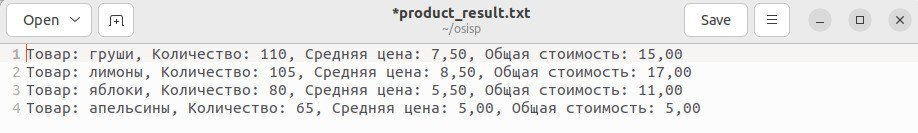 Open
*product_result.txt
~/osisp
Save
1 Товар: груши, Количество: 110, Средняя цена: 7,50, Общая стоимость: 15,00
2 Товар: лимоны, Количество: 105, Средняя цена: 8,50, Общая стоимость: 17,00
3 Товар: яблоки, Количество: 80, Средняя цена: 5,50, Общая стоимость: 11,00
4 Товар: апельсины, Количество: 65, Средняя цена: 5,00, Общая стоимость: 5,00